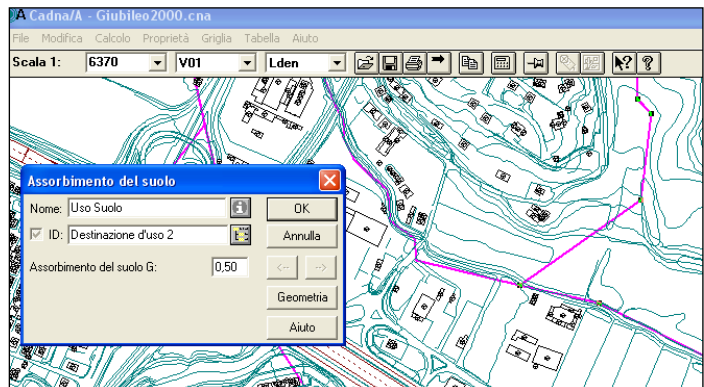 Cadna/A - Giubileo2000.cna
File Modifica Calcolo Proprietà Griglia Tabella Aiuto
Scala 1: 6370 V01 Lden
Assorbimento del suolo
Nome: Uso Suolo
OK
ID: Destinazione d'uso 2
Annulla
Assorbimento del suolo G: 0,50
<-- -->
Geometria
Aiuto